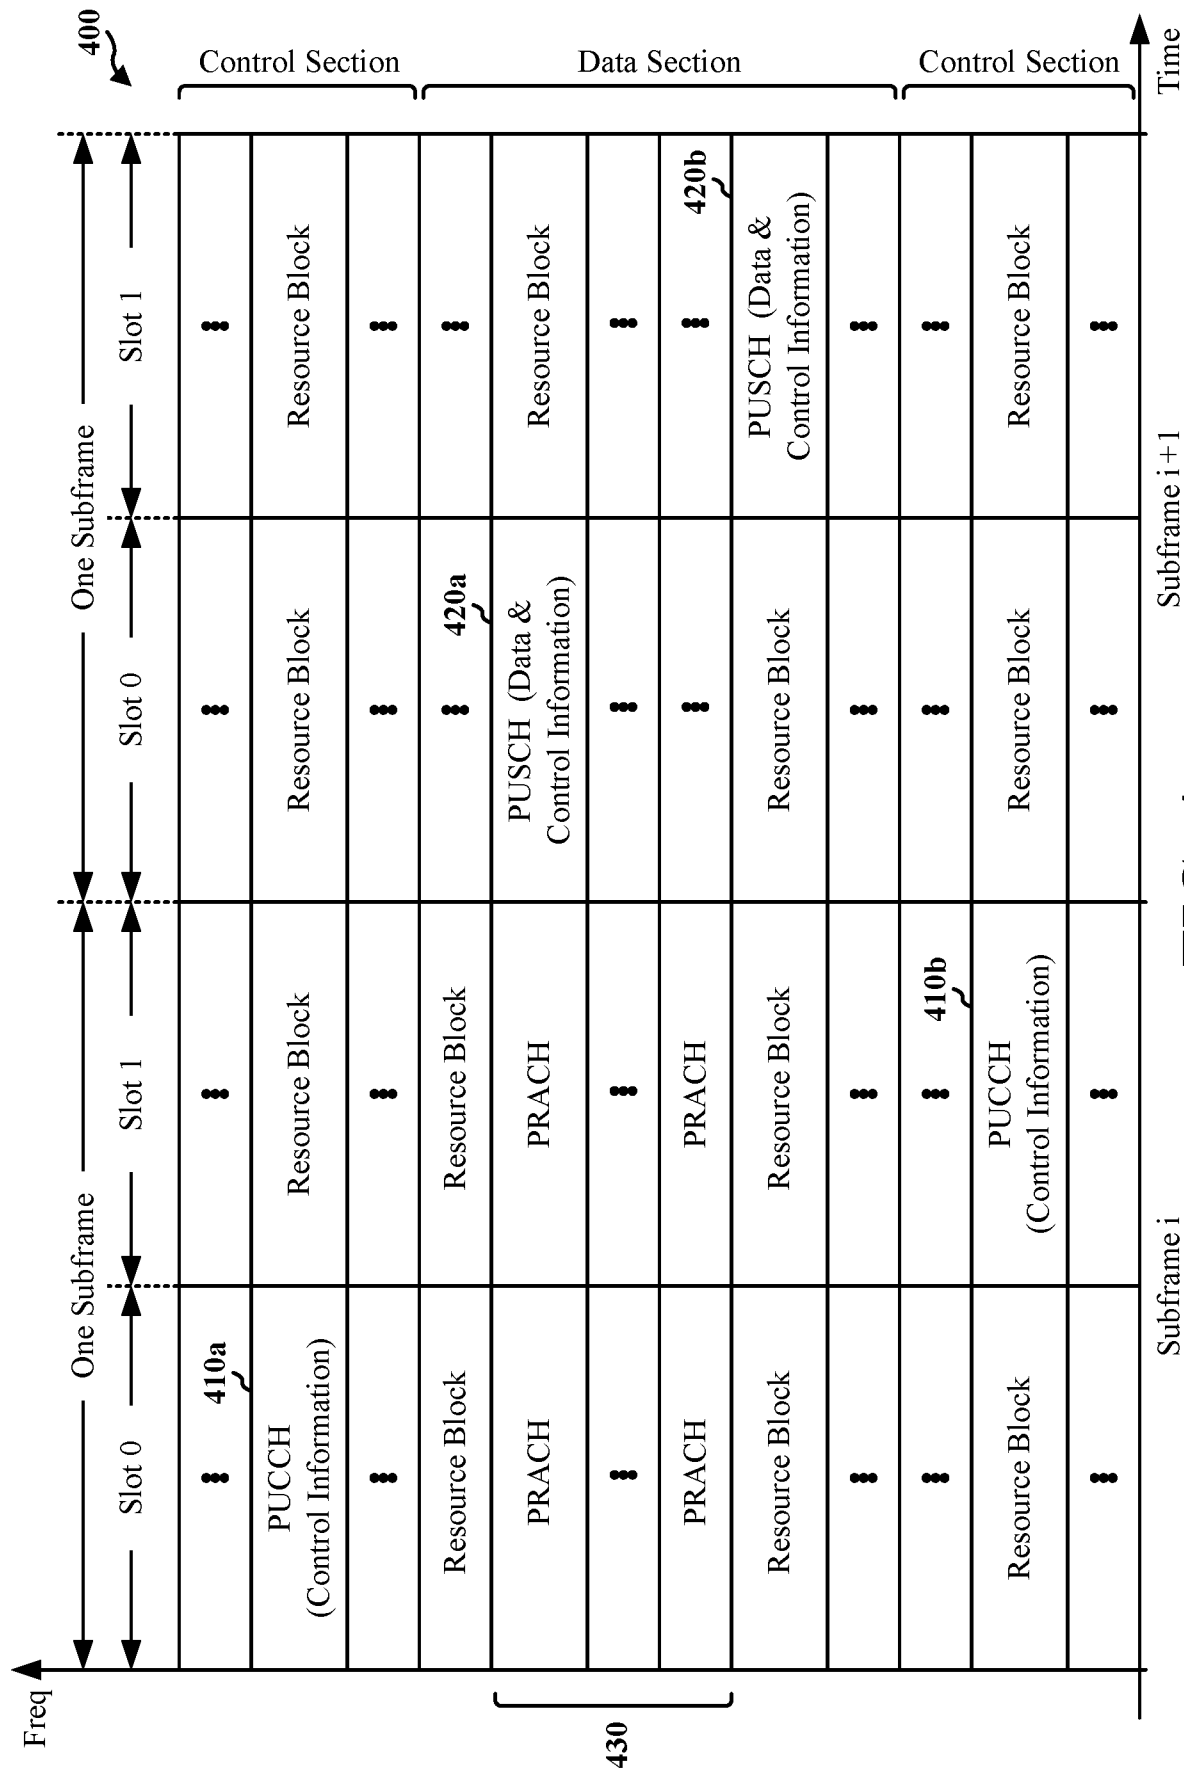 400
One Subframe
One Subframe
Slot 0
Slot 1
Slot 0
Slot 1
Freq
Control Section
Data Section
Control Section
410a
PUCCH
(Control Information)
Resource Block
Resource Block
Resource Block
Resource Block
Resource Block
420a
430
PRACH
PRACH
PUSCH (Data &
Control Information)
Resource Block
PRACH
PRACH
420b
Resource Block
Resource Block
Resource Block
PUSCH (Data &
Control Information)
410b
Resource Block
PUCCH
(Control Information)
Resource Block
Resource Block
Subframe i
Subframe i+1
Time